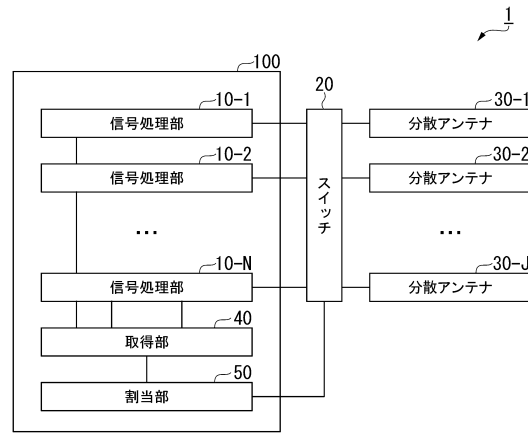 1
100
20
10-1
信号処理部
30-1
分散アンテナ
10-2
信号処理部
30-2
分散アンテナ
スイッチ
...
...
10-N
信号処理部
30-J
分散アンテナ
40
取得部
50
割当部